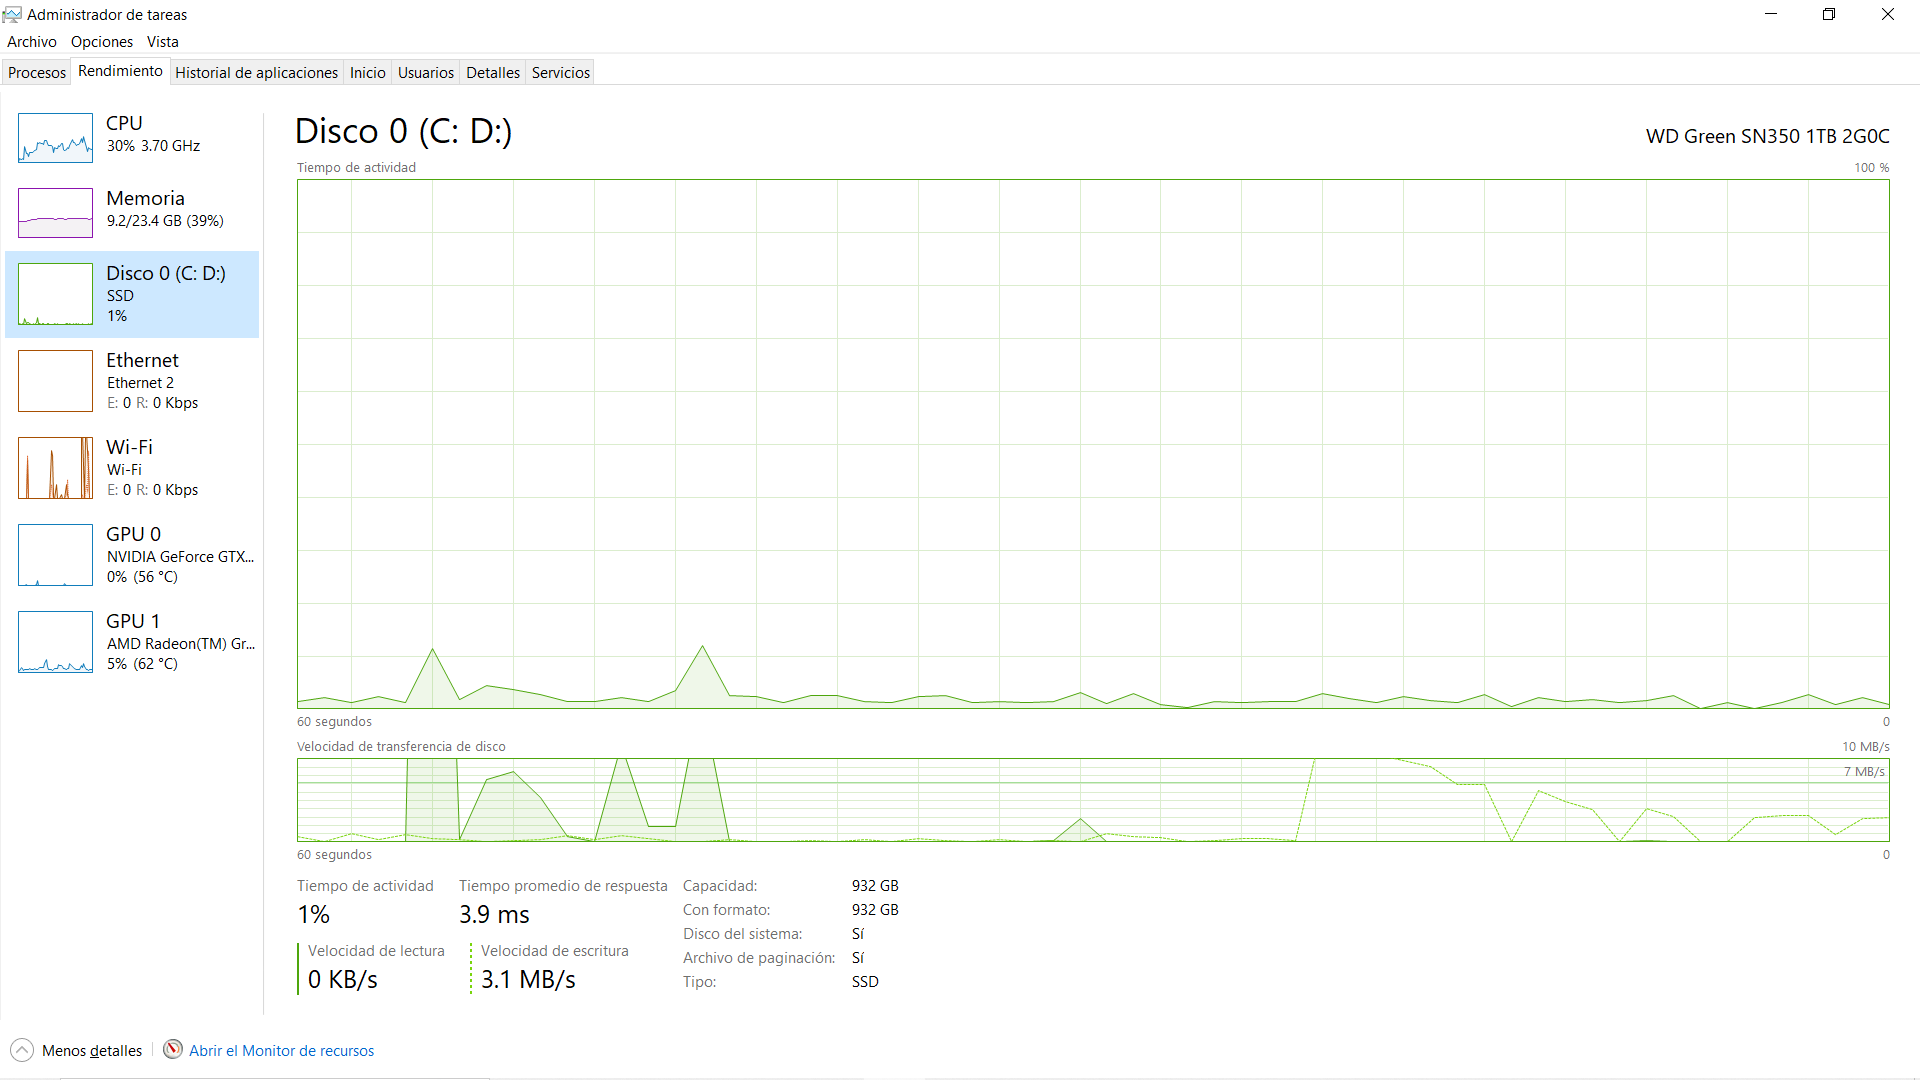 Administrador de tareas
Archivo Opciones Vista
Procesos Rendimiento Historial de aplicaciones Inicio Usuarios Detalles Servicios
CPU
30% 3.70 GHz
Memoria
9.2/23.4 GB (39%)
Disco 0 (C: D:)
SSD
1%
Ethernet
Ethernet 2
E: 0 R: 0 Kbps
Wi-Fi
Wi-Fi
E: 0 R: 0 Kbps
GPU 0
NVIDIA GeForce GTX...
0% (56 °C)
GPU 1
AMD Radeon(TM) Gr...
5% (62 °C)
Disco 0 (C: D:)
WD Green SN350 1TB 2G0C
Tiempo de actividad
100 %
60 segundos
0
Velocidad de transferencia de disco
10 MB/s
7 MB/s
60 segundos
0
Tiempo de actividad
1%
Tiempo promedio de respuesta
3.9 ms
Velocidad de lectura
0 KB/s
Velocidad de escritura
3.1 MB/s
Capacidad: 932 GB
Con formato: 932 GB
Disco del sistema: Sí
Archivo de paginación: Sí
Tipo: SSD
Menos detalles
Abrir el Monitor de recursos